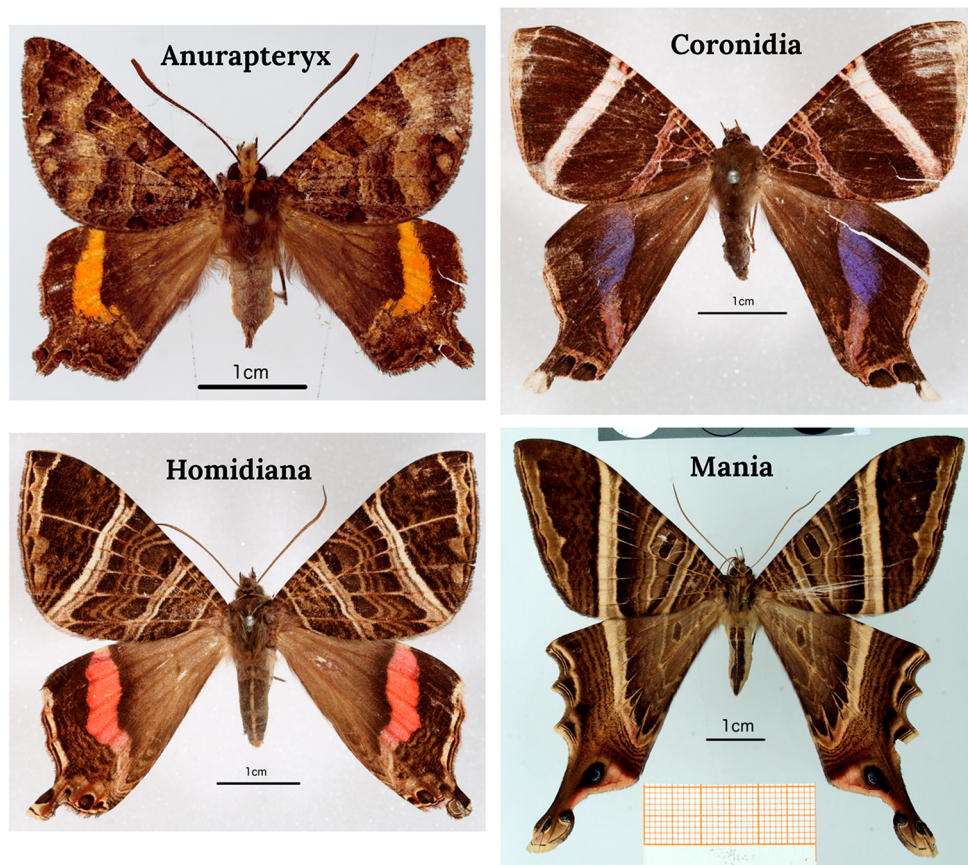 Anurapteryx
1cm
Coronidia
1cm
Homidiana
1cm
Mania
1cm